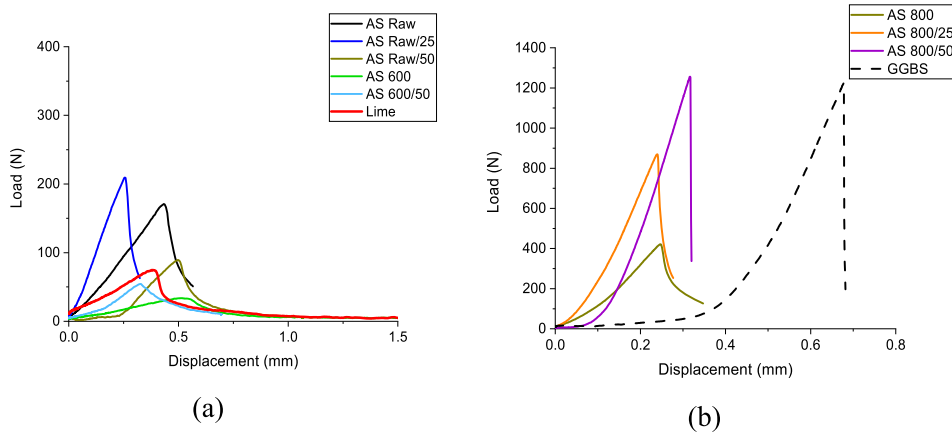 AS Raw
AS Raw/25
AS Raw/50
AS 600
AS 600/50
Lime
400
300
200
100
0
Load (N)
0.0 0.5 1.0 1.5
Displacement (mm)
(a)
AS 800
AS 800/25
AS 800/50
GGBS
1400
1200
1000
800
600
400
200
0
Load (N)
0.0 0.2 0.4 0.6 0.8
Displacement (mm)
(b)